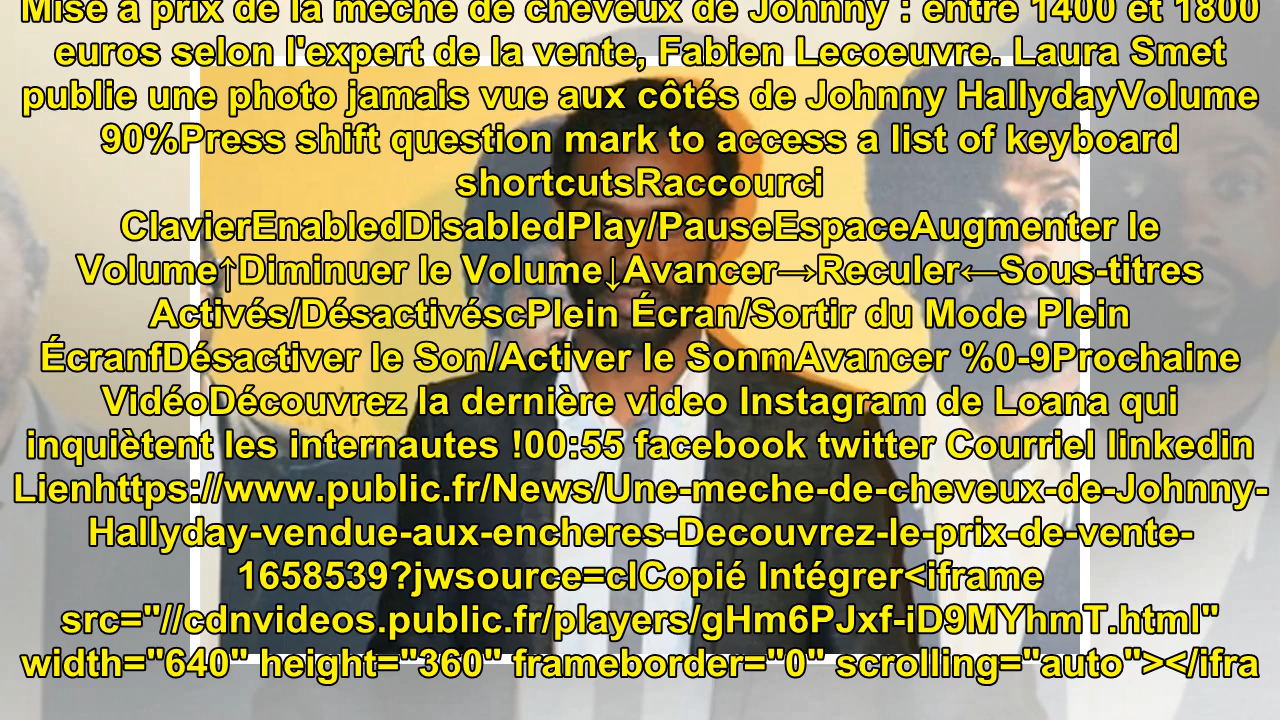 Mise à prix de la mèche de cheveux de Johnny : entre 1400 et 1800
euros selon l'expert de la vente, Fabien Lecoeuvre. Laura Smet
publie une photo jamais vue aux côtés de Johnny HallydayVolume
90%Press shift question mark to access a list of keyboard
shortcutsRaccourci
ClavierEnabledDisabledPlay/PauseEspaceAugmenter le
Volume↑Diminuer le Volume↓Avancer→Reculer←Sous-titres
Activés/DésactivéscPlein Écran/Sortir du Mode Plein
ÉcranfDésactiver le Son/Activer le SonmAvancer %0-9Prochaine
VidéoDécouvrez la dernière video Instagram de Loana qui
inquiètent les internautes !00:55 facebook twitter Courriel linkedin
Lienhttps://www.public.fr/News/Une-meche-de-cheveux-de-Johnny-
Hallyday-vendue-aux-encheres-Decouvrez-le-prix-de-vente-
1658539?jwsource=clCopié Intégrer<iframe
src="//cdnvideos.public.fr/players/gHm6PJxf-iD9MYhmT.html"
width="640" height="360" frameborder="0" scrolling="auto"></ifra